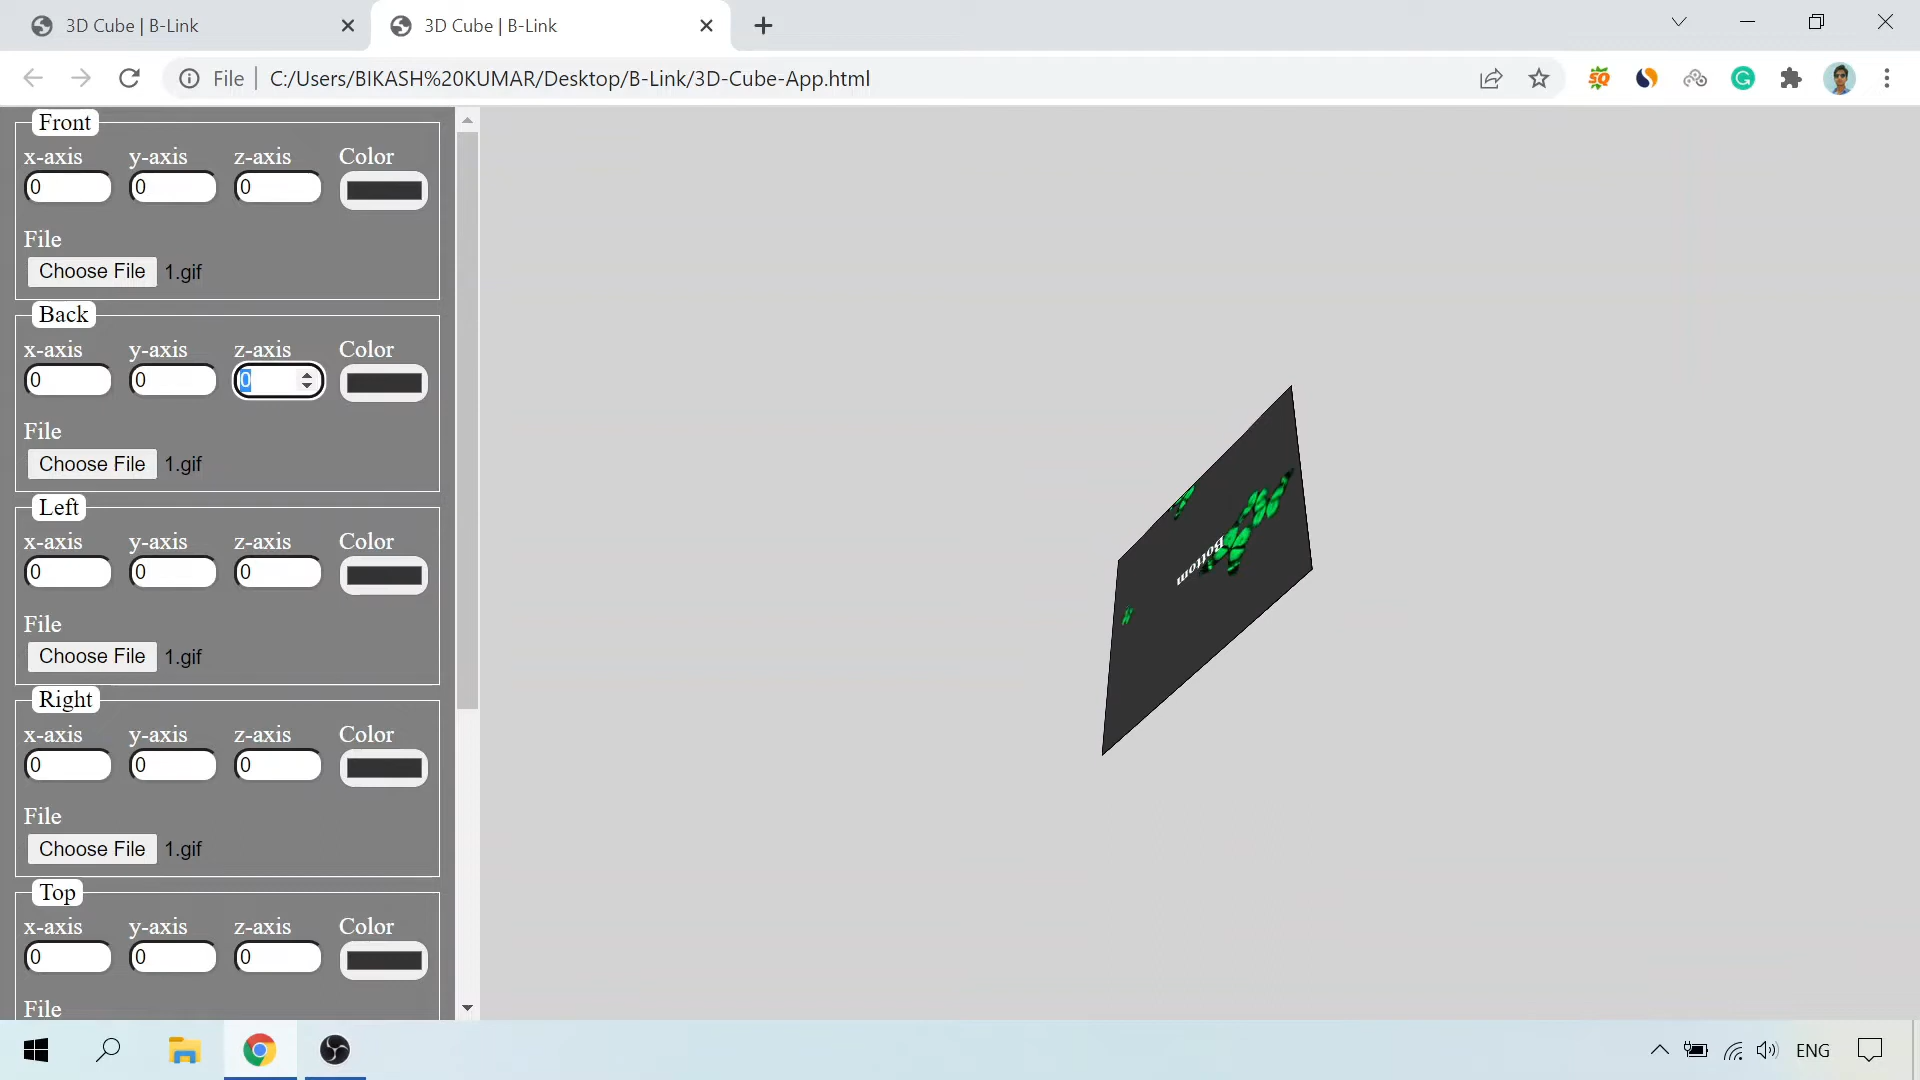 3D Cube | B-Link
3D Cube | B-Link
File
C:/Users/BIKASH%20KUMAR/Desktop/B-Link/3D-Cube-App.html
Front
x-axis y-axis z-axis Color
0 0 0
File
Choose File 1.gif
Back
x-axis y-axis z-axis Color
0 0 0
File
Choose File 1.gif
Left
x-axis y-axis z-axis Color
0 0 0
File
Choose File 1.gif
Right
x-axis y-axis z-axis Color
0 0 0
File
Choose File 1.gif
Top
x-axis y-axis z-axis Color
0 0 0
File
Bottom
SQ
G
ENG